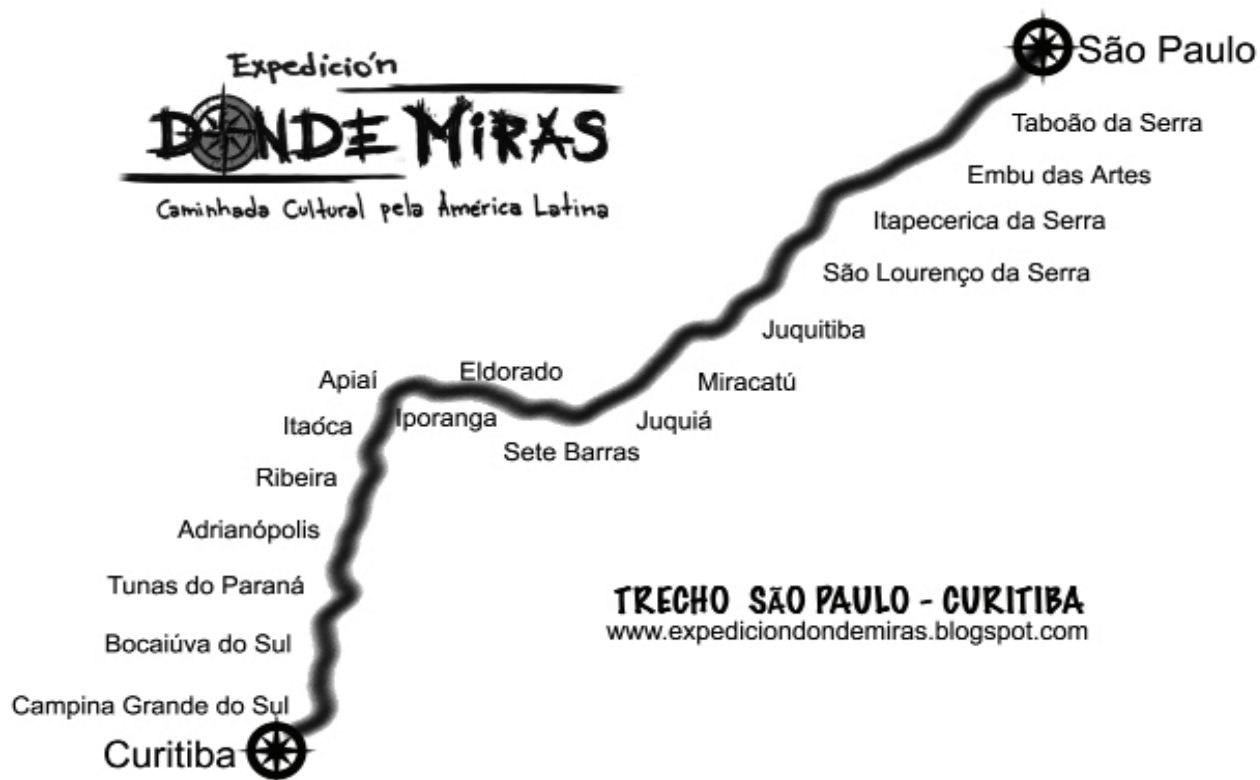 Expedición
DONDE MIRAS
Caminhada Cultural pela América Latina
São Paulo
Taboão da Serra
Embu das Artes
Itapecerica da Serra
São Lourenço da Serra
Juquitiba
Miracatú
Juquiá
Sete Barras
Eldorado
Iporanga
Apiaí
Itaóca
Ribeira
Adrianópolis
Tunas do Paraná
Bocaiúva do Sul
Campina Grande do Sul
Curitiba
TRECHO SÃO PAULO - CURITIBA
www.expediciondondemiras.blogspot.com